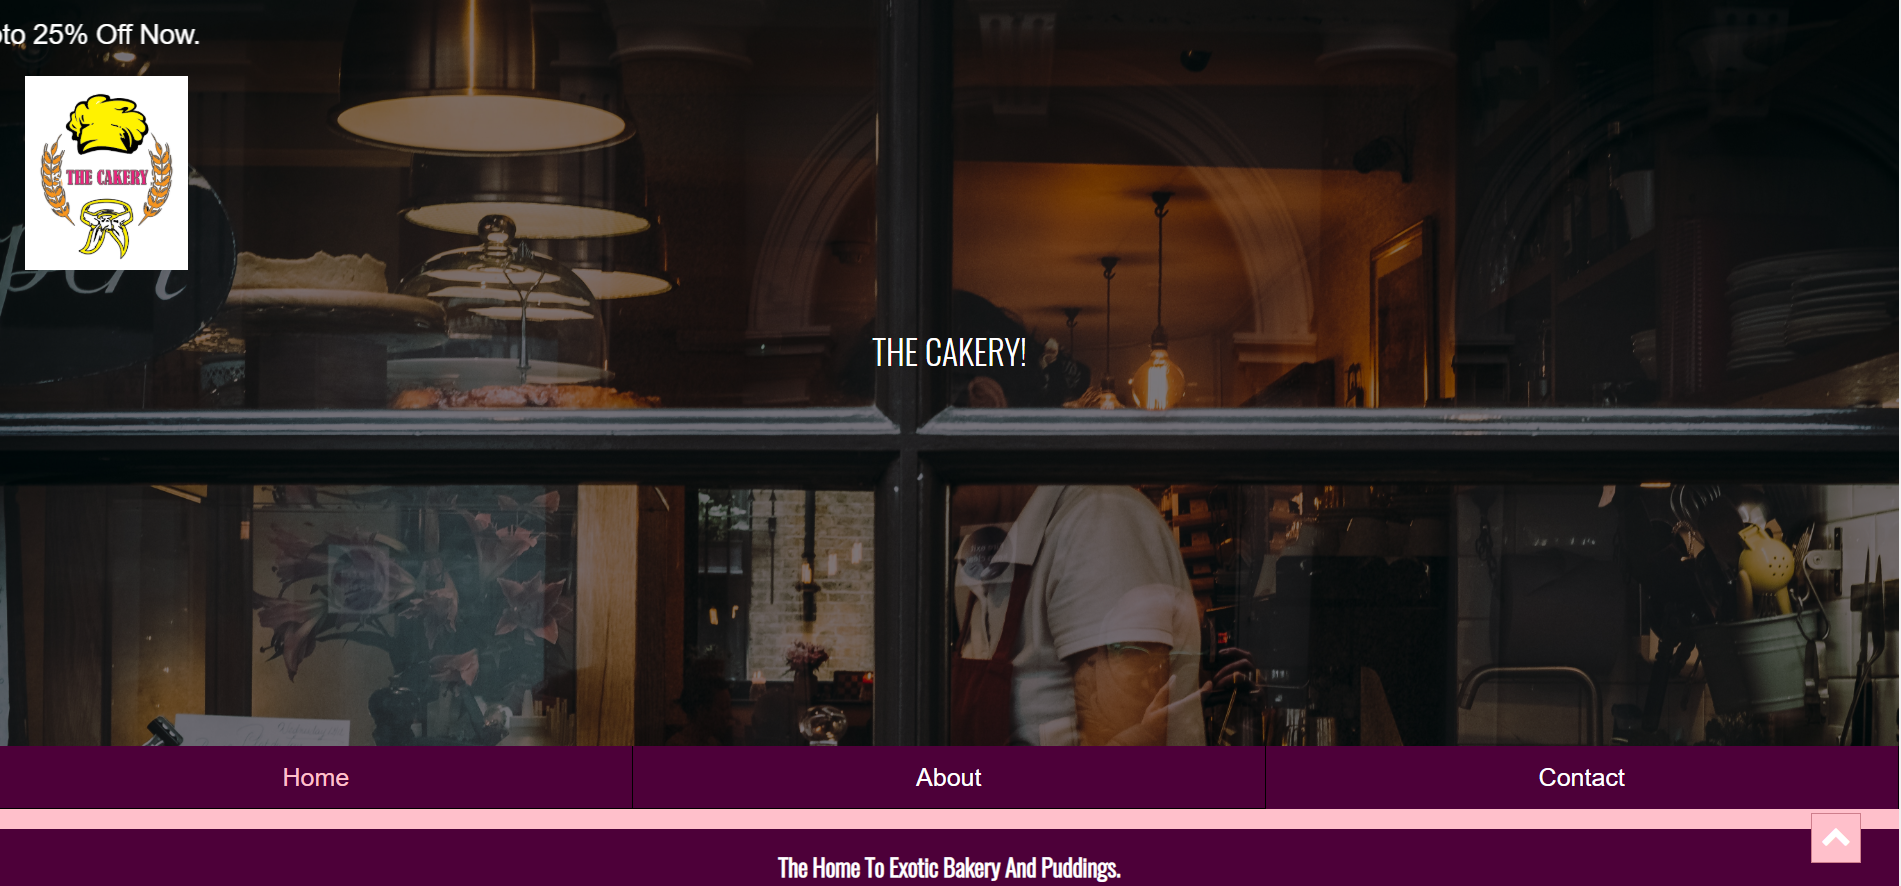 to 25% Off Now.
THE CAKERY
THE CAKERY!
Home
About
Contact
The Home To Exotic Bakery And Puddings.